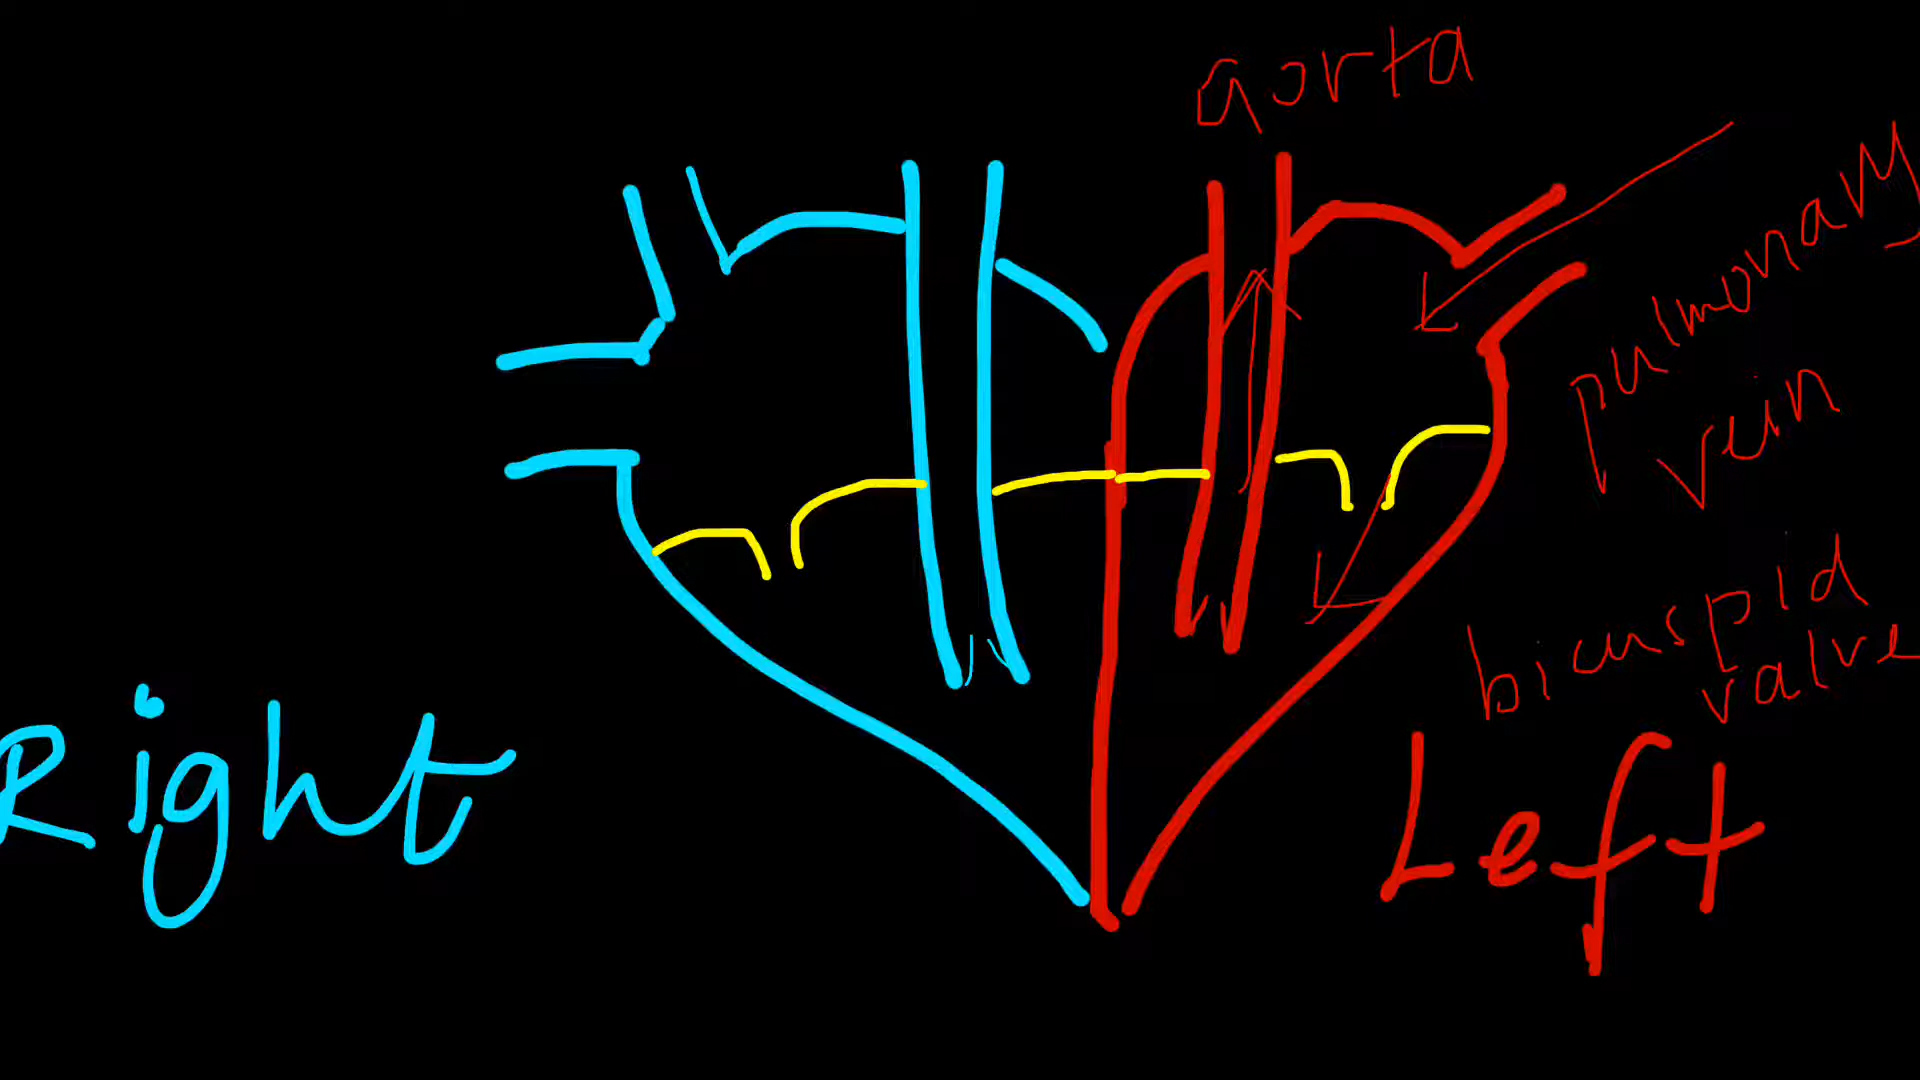 aorta
pulmonary
vein
bicuspid
valve
Right
Left